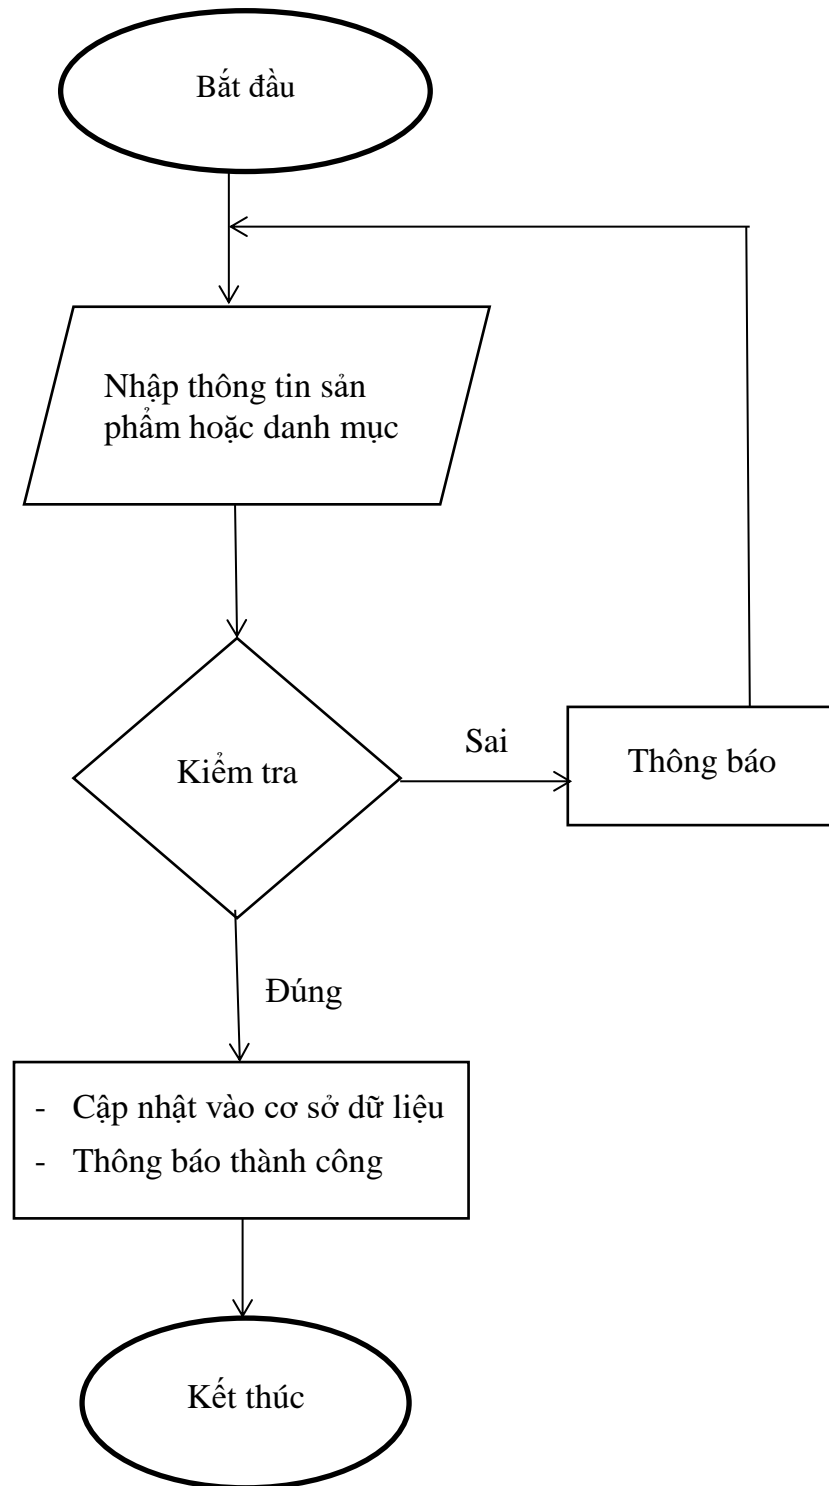 Bắt đầu
Nhập thông tin sản
phẩm hoặc danh mục
Kiểm tra
Sai
Thông báo
Đúng
- Cập nhật vào cơ sở dữ liệu
- Thông báo thành công
Kết thúc